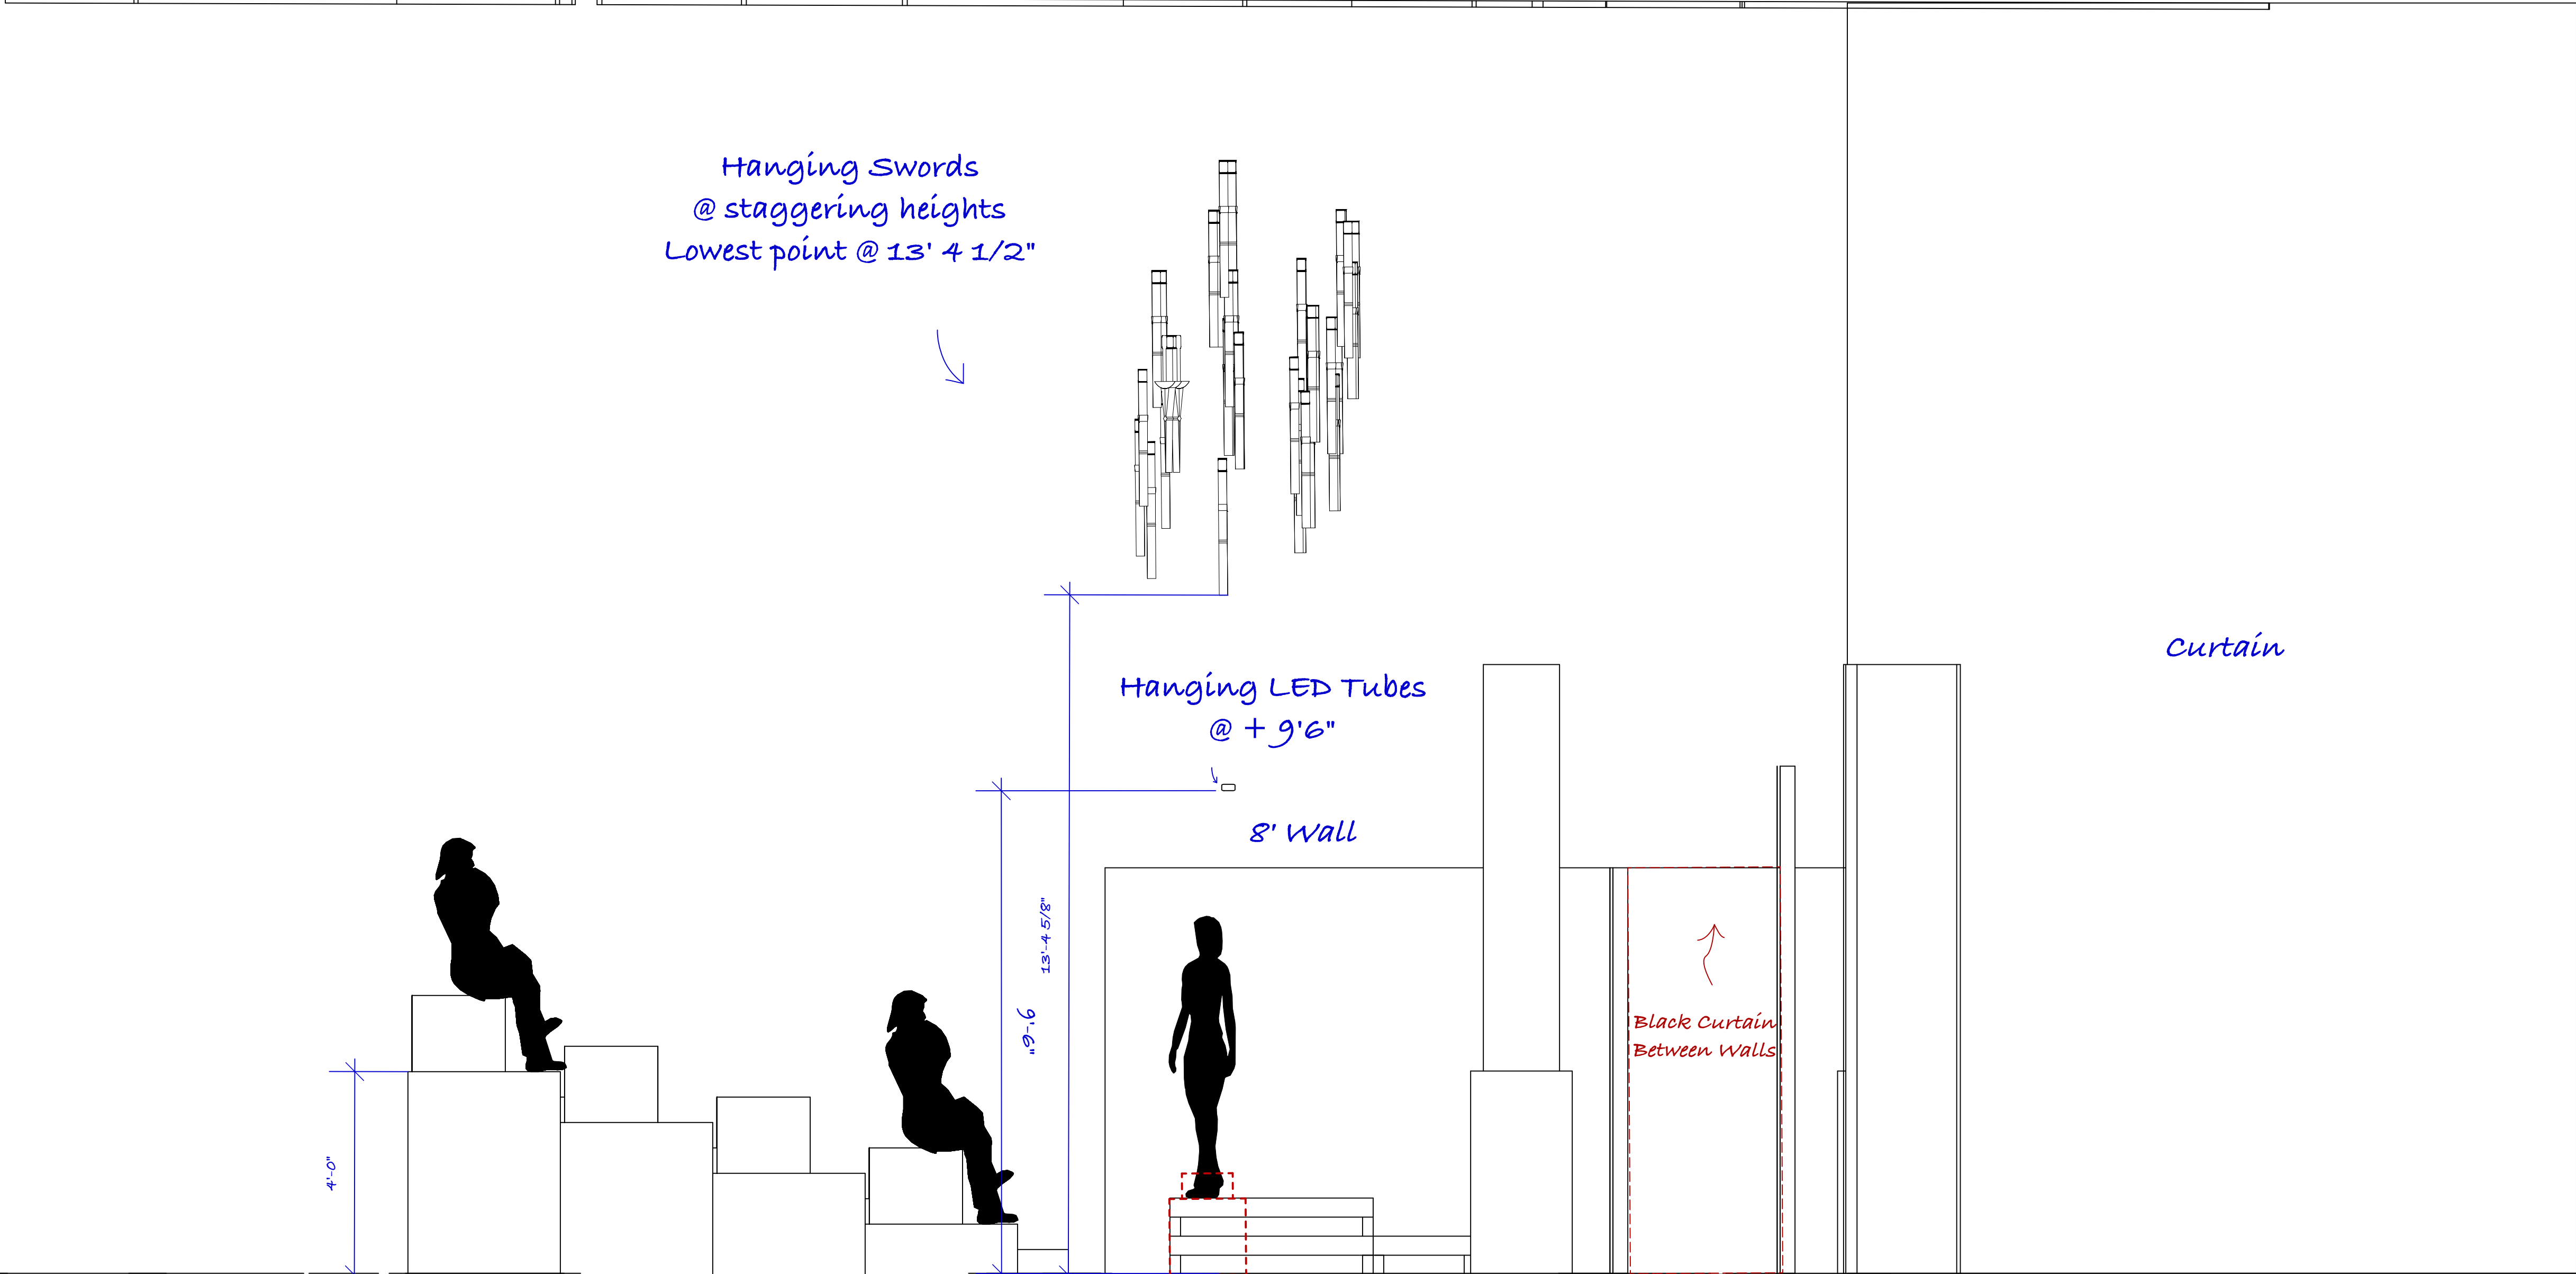 Hanging Swords
@ staggering heights
Lowest point @ 13' 4 1/2"
Curtain
Hanging LED Tubes
@ + 9'6"
8' Wall
13'-4 5/8"
9'-6"
Black Curtain
Between Walls
4'-0"